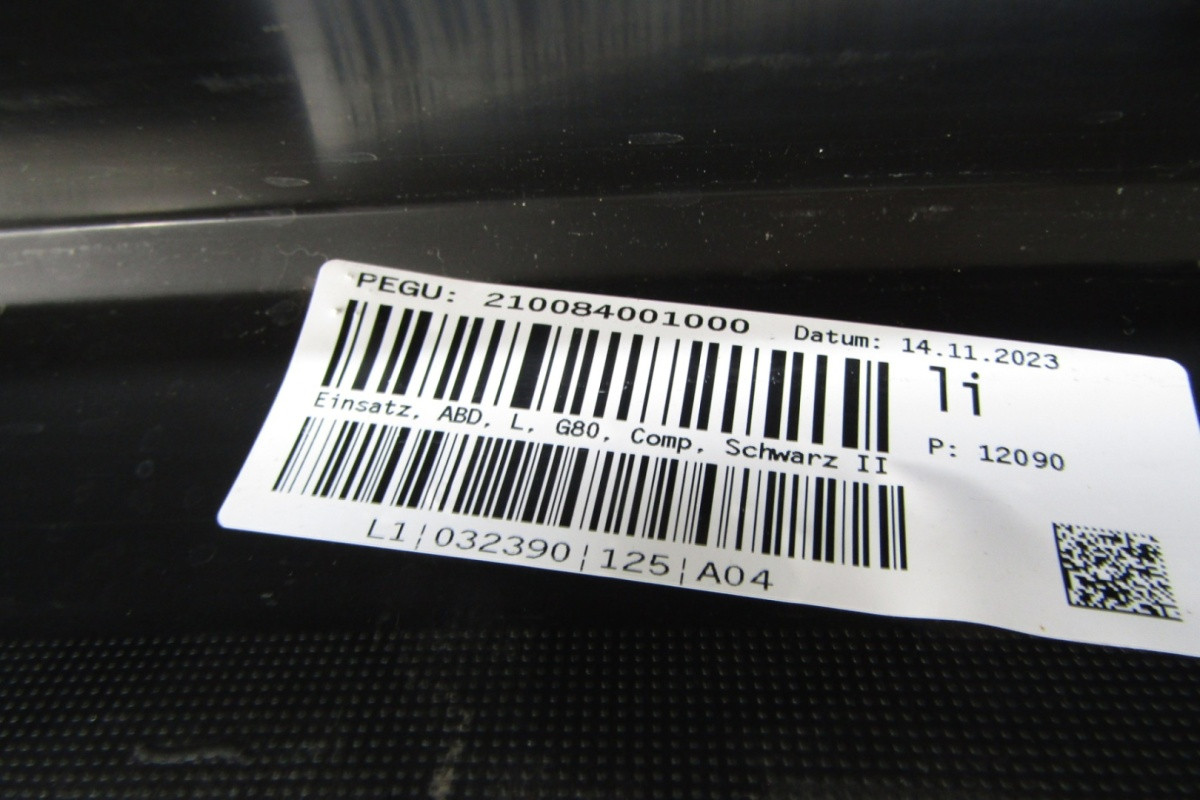 PEGU: 210084001000
Datum: 14.11.2023
li
Einsatz, ABD, L, G80, Comp, Schwarz II
P: 12090
L1¦032390¦125¦A04